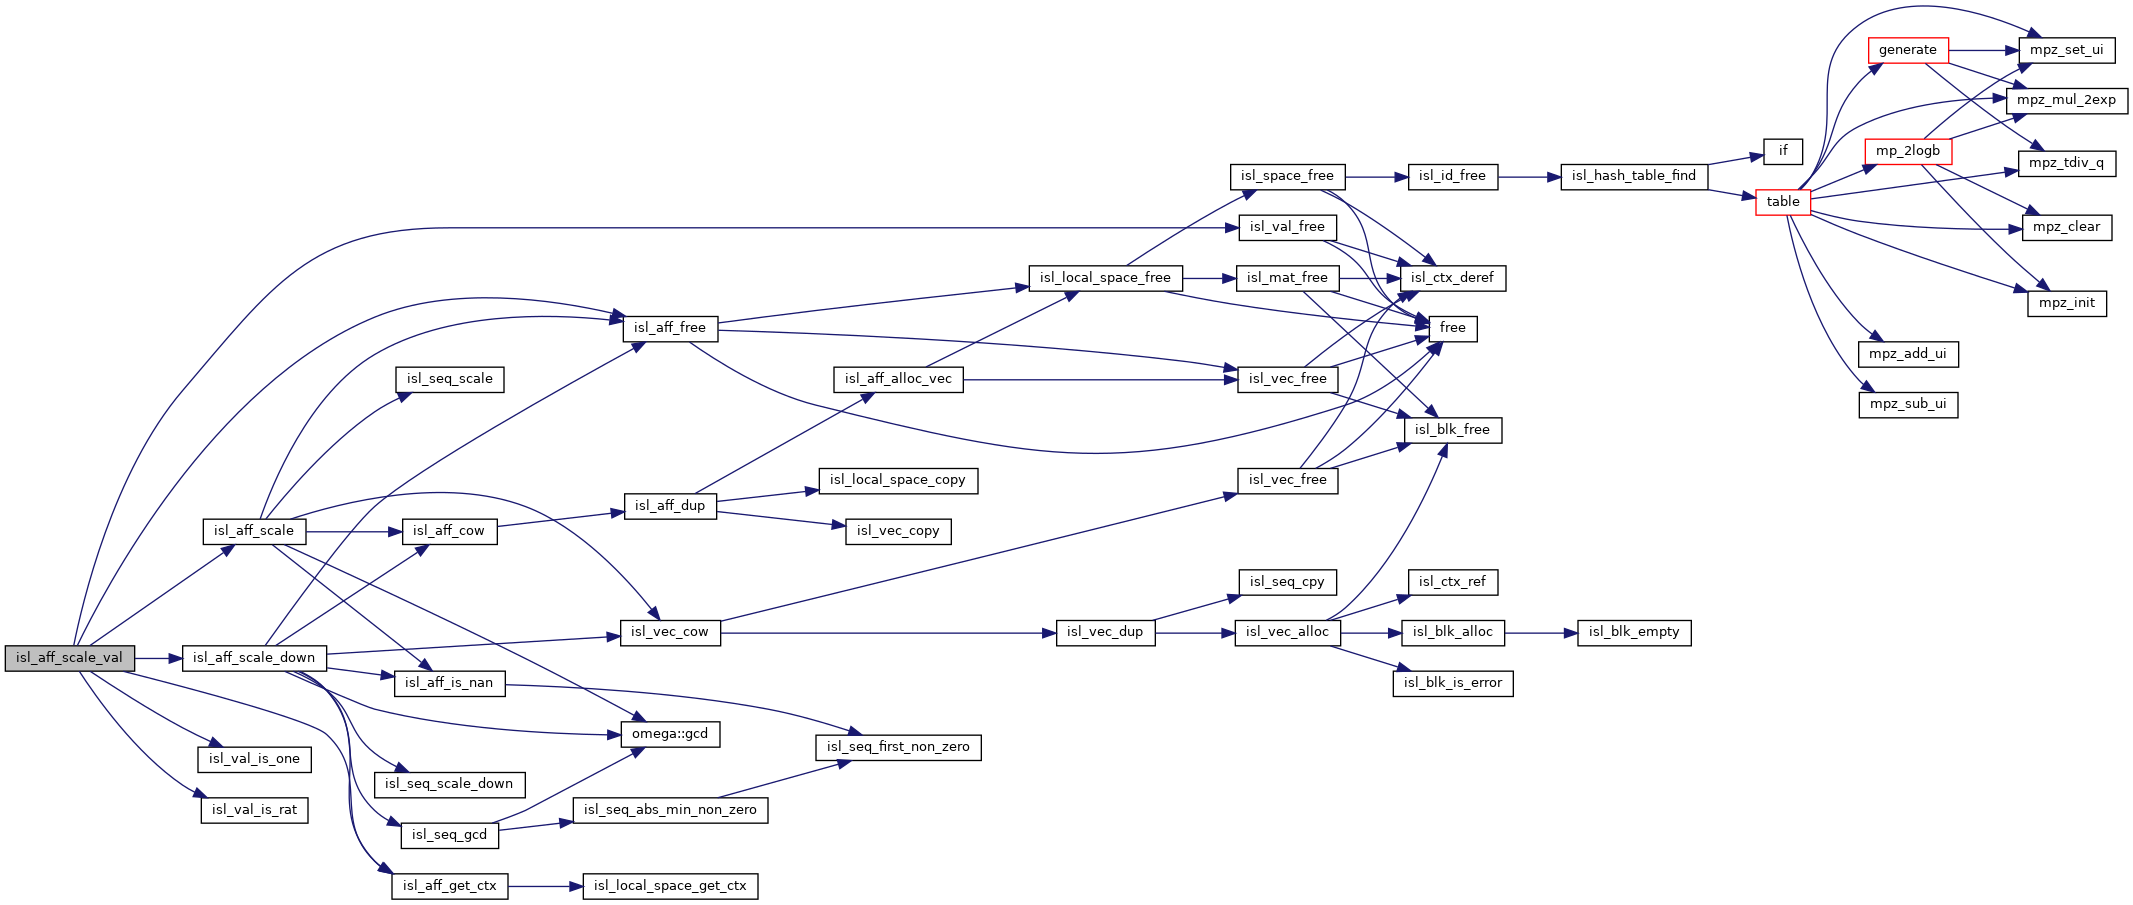 isl_aff_scale_val
isl_aff_scale
isl_aff_scale_down
isl_val_is_one
isl_val_is_rat
isl_seq_scale
isl_aff_cow
isl_aff_is_nan
isl_seq_scale_down
isl_seq_gcd
isl_aff_get_ctx
isl_aff_free
isl_aff_dup
isl_vec_cow
omega::gcd
isl_seq_abs_min_non_zero
isl_local_space_get_ctx
isl_aff_alloc_vec
isl_local_space_copy
isl_vec_copy
isl_seq_first_non_zero
isl_local_space_free
isl_vec_dup
isl_space_free
isl_val_free
isl_mat_free
isl_vec_free
isl_vec_free
isl_seq_cpy
isl_vec_alloc
isl_id_free
isl_ctx_deref
free
isl_blk_free
isl_ctx_ref
isl_blk_alloc
isl_blk_is_error
isl_hash_table_find
isl_blk_empty
if
table
generate
mp_2logb
mpz_add_ui
mpz_sub_ui
mpz_set_ui
mpz_mul_2exp
mpz_tdiv_q
mpz_clear
mpz_init